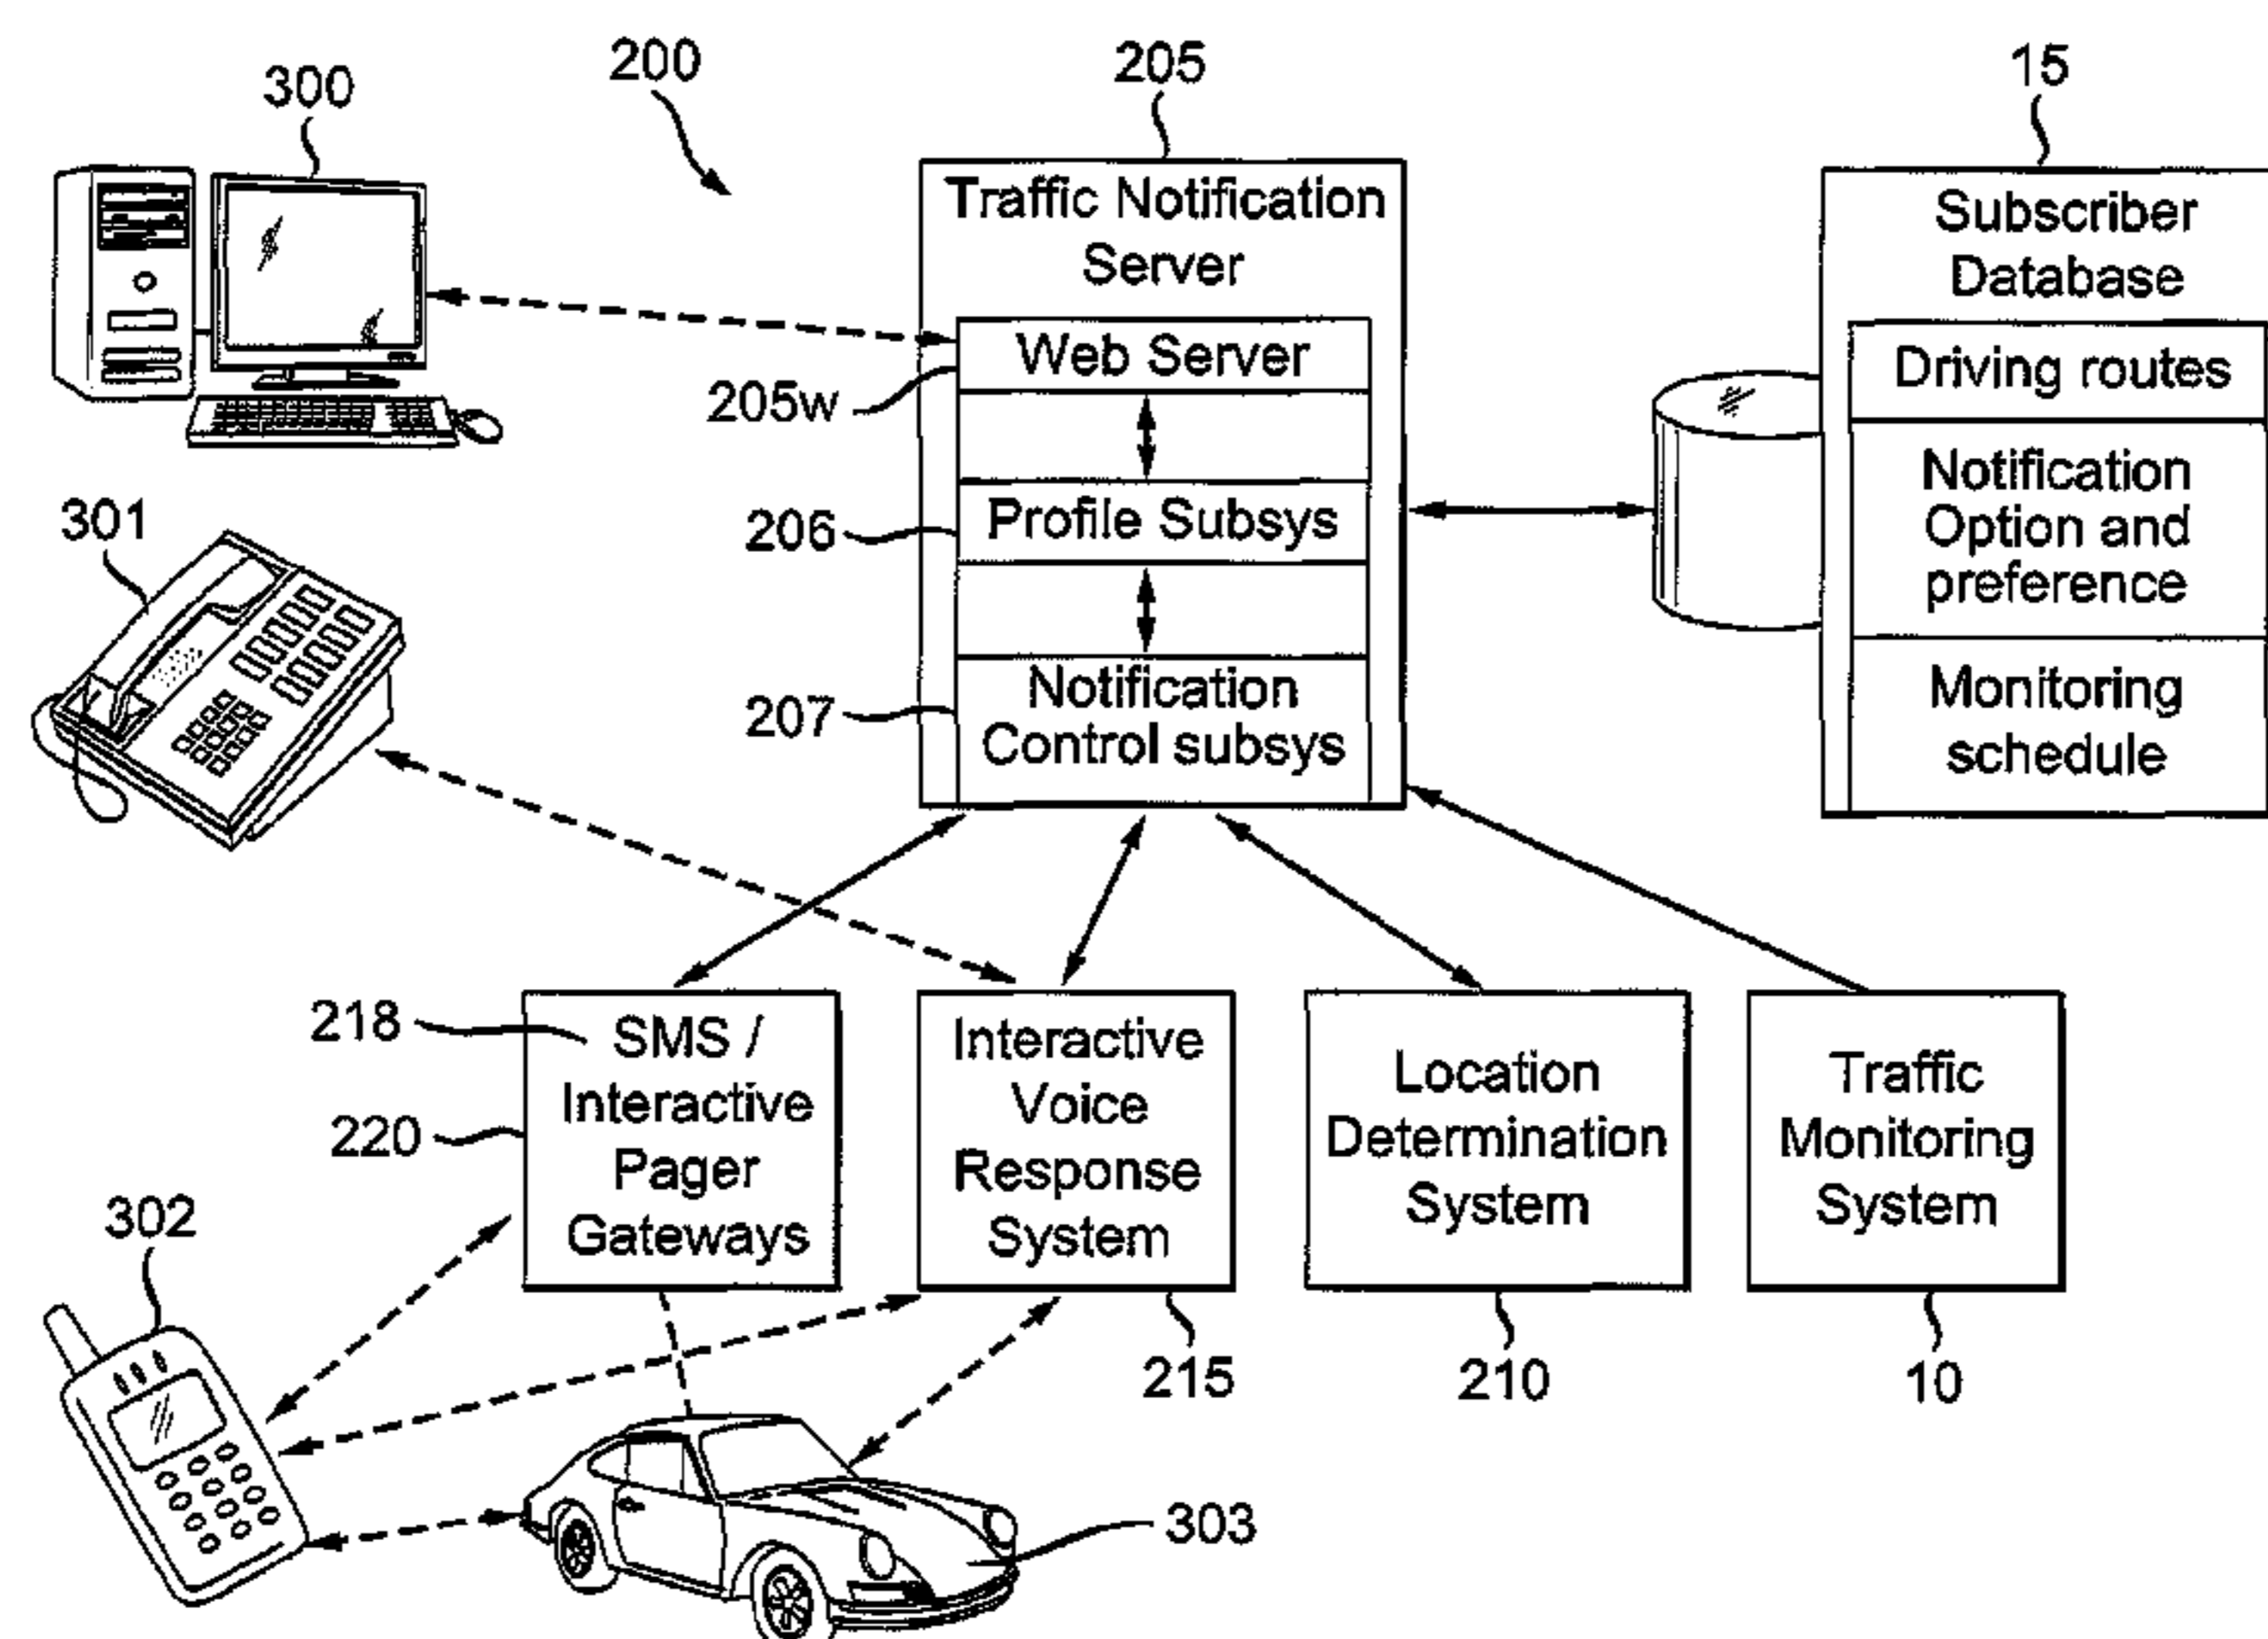 200
205
15
300
Traffic Notification
Server
Subscriber
Database
Web Server
205w
Driving routes
Notification
Option and
preference
301
206
Profile Subsys
207
Notification
Control subsys
Monitoring
schedule
218
SMS /
Interactive
Pager
Gateways
220
Interactive
Voice
Response
System
Location
Determination
System
Traffic
Monitoring
System
302
215
210
10
303